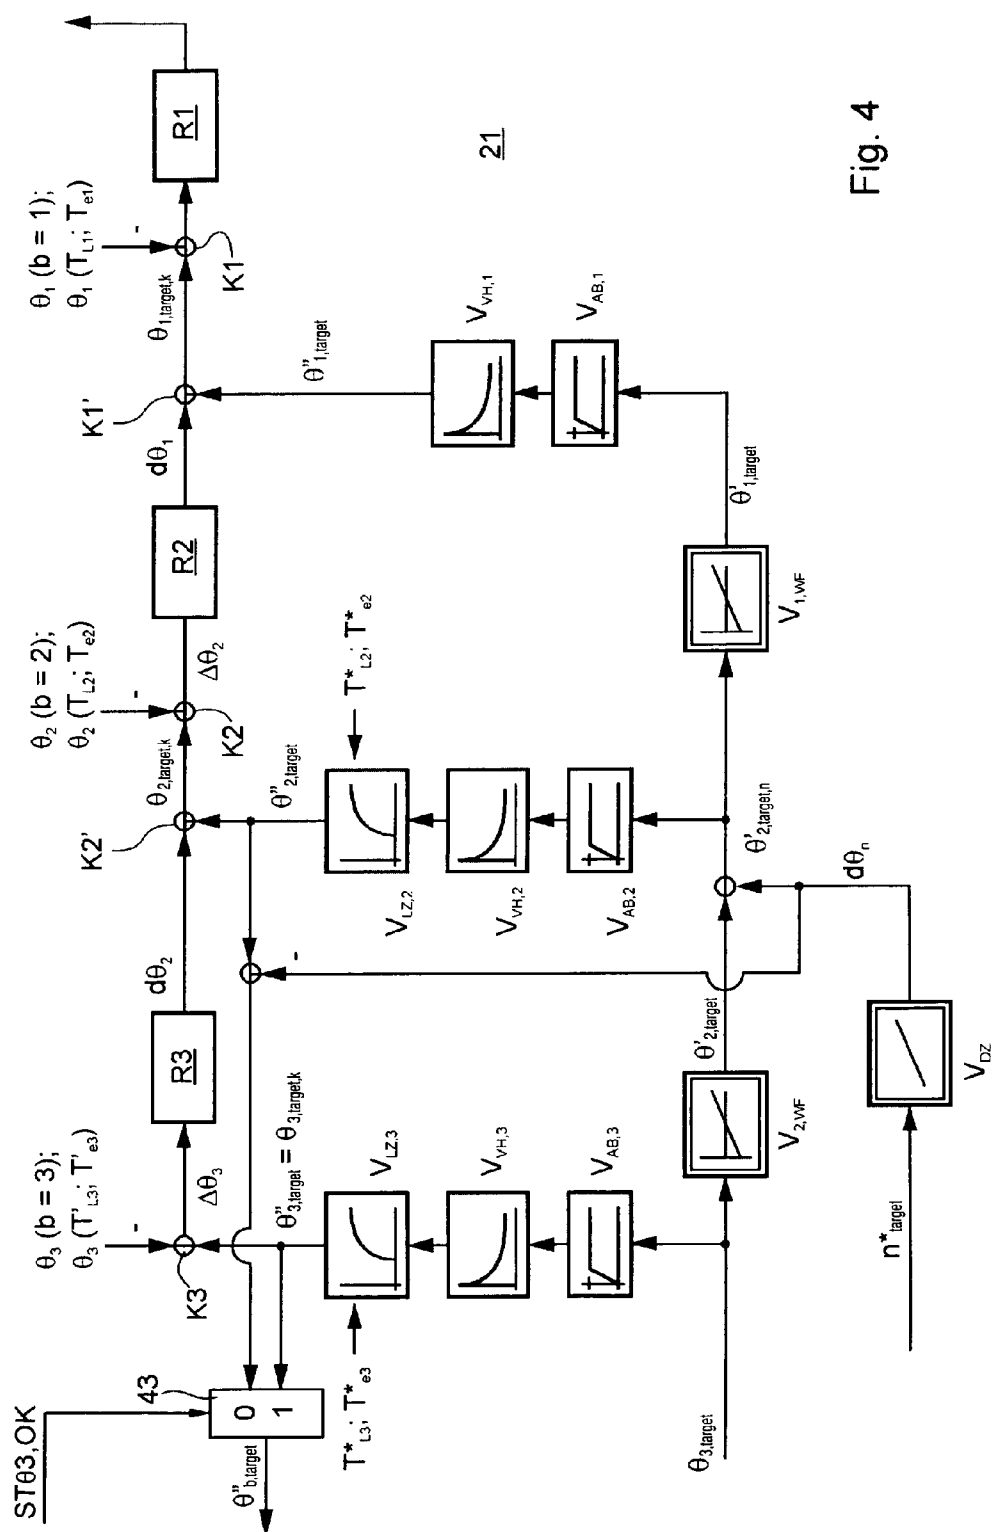 STθ3,OK
43
0
1
θ''b,target
θ3 (b = 3);
θ3 (T'L3; T'e3)
-
K3
Δθ3
R3
dθ2
K2'
θ2,target,k
θ2 (b = 2);
θ2 (TL2; Te2)
-
K2
Δθ2
R2
dθ1
K1'
θ1,target,k
θ1 (b = 1);
θ1 (TL1; Te1)
-
K1
R1
θ''3,target = θ3,target,k
-
θ''2,target
θ''1,target
21
T*L3; T*e3
VLZ,3
VLZ,2
T*L2; T*e2
VVH,3
VVH,2
VVH,1
VAB,3
VAB,2
VAB,1
θ3,target
V2,WF
θ'2,target
θ'2,target,n
V1,WF
θ'1,target
dθn
n*target
VDZ
Fig. 4